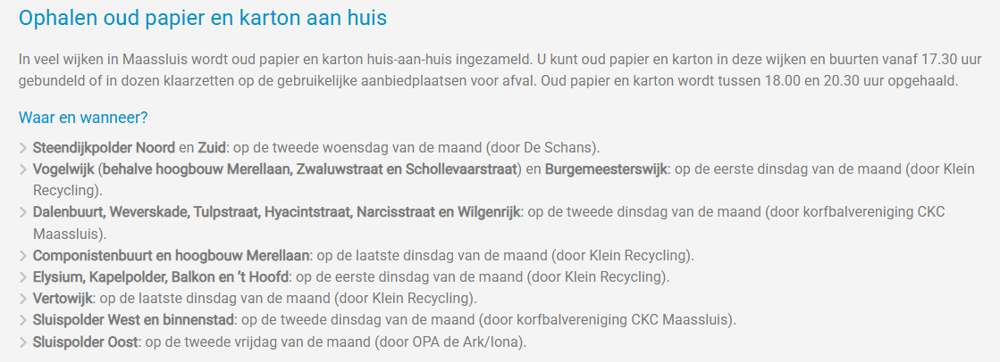 Ophalen oud papier en karton aan huis
In veel wijken in Maassluis wordt oud papier en karton huis-aan-huis ingezameld. U kunt oud papier en karton in deze wijken en buurten vanaf 17.30 uur
gebundeld of in dozen klaarzetten op de gebruikelijke aanbiedplaatsen voor afval. Oud papier en karton wordt tussen 18.00 en 20.30 uur opgehaald.
Waar en wanneer?
Steendijkpolder Noord en Zuid: op de tweede woensdag van de maand (door De Schans).
Vogelwijk (behalve hoogbouw Merellaan, Zwaluwstraat en Schollevaarstraat) en Burgemeesterswijk: op de eerste dinsdag van de maand (door Klein
Recycling).
Dalenbuurt, Weverskade, Tulpstraat, Hyacintstraat, Narcisstraat en Wilgenrijk: op de tweede dinsdag van de maand (door korfbalvereniging CKC
Maassluis).
Componistenbuurt en hoogbouw Merellaan: op de laatste dinsdag van de maand (door Klein Recycling).
Elysium, Kapelpolder, Balkon en ’t Hoofd: op de eerste dinsdag van de maand (door Klein Recycling).
Vertowijk: op de laatste dinsdag van de maand (door Klein Recycling).
Sluispolder West en binnenstad: op de tweede dinsdag van de maand (door korfbalvereniging CKC Maassluis).
Sluispolder Oost: op de tweede vrijdag van de maand (door OPA de Ark/Iona).